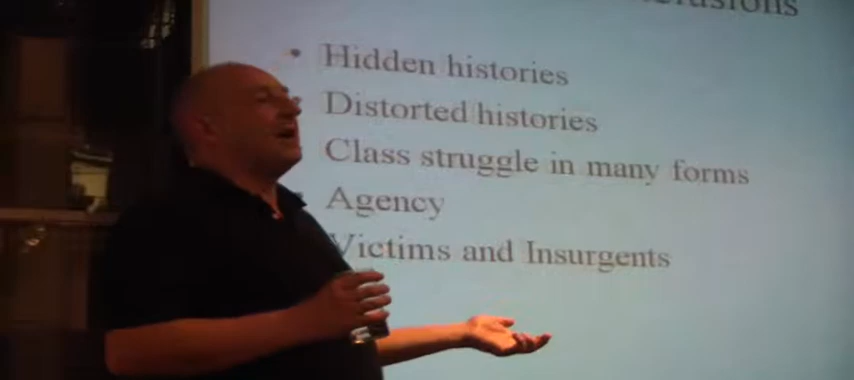 Hidden histories
Distorted histories
Class struggle in many forms
Agency
Victims and Insurgents